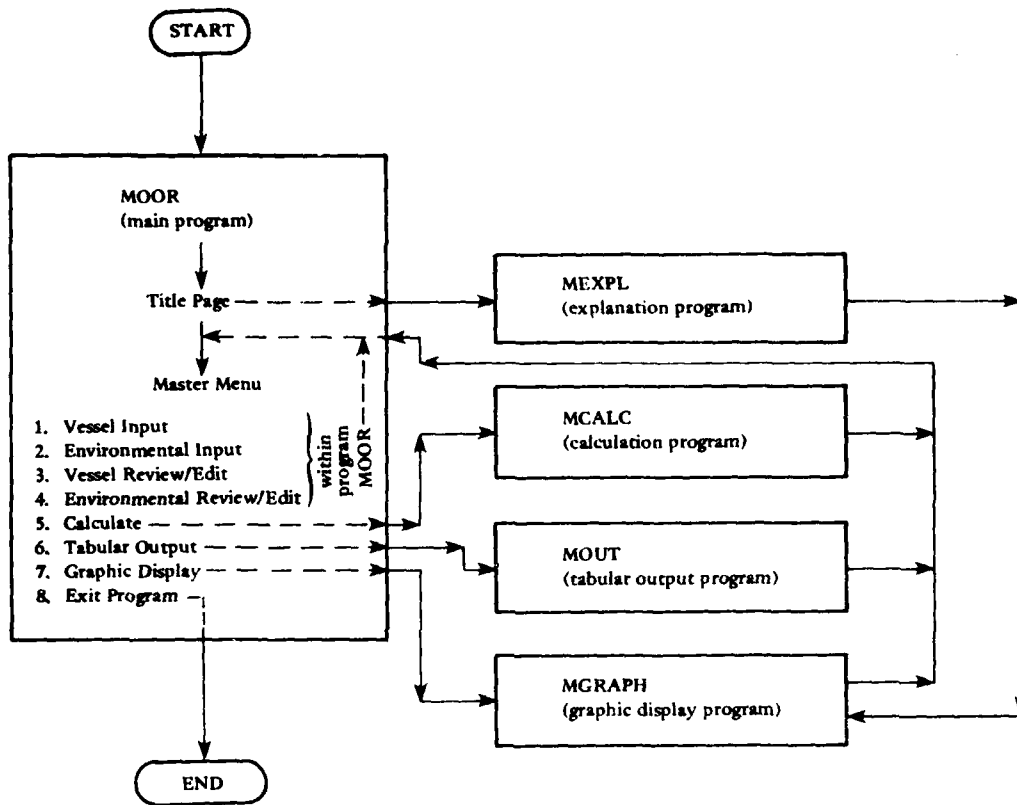 START
MOOR
(main program)
Title Page
Master Menu
1. Vessel Input
2. Environmental Input
3. Vessel Review/Edit
4. Environmental Review/Edit
5. Calculate
6. Tabular Output
7. Graphic Display
8. Exit Program
within
program
MOOR
END
MEXPL
(explanation program)
MCALC
(calculation program)
MOUT
(tabular output program)
MGRAPH
(graphic display program)